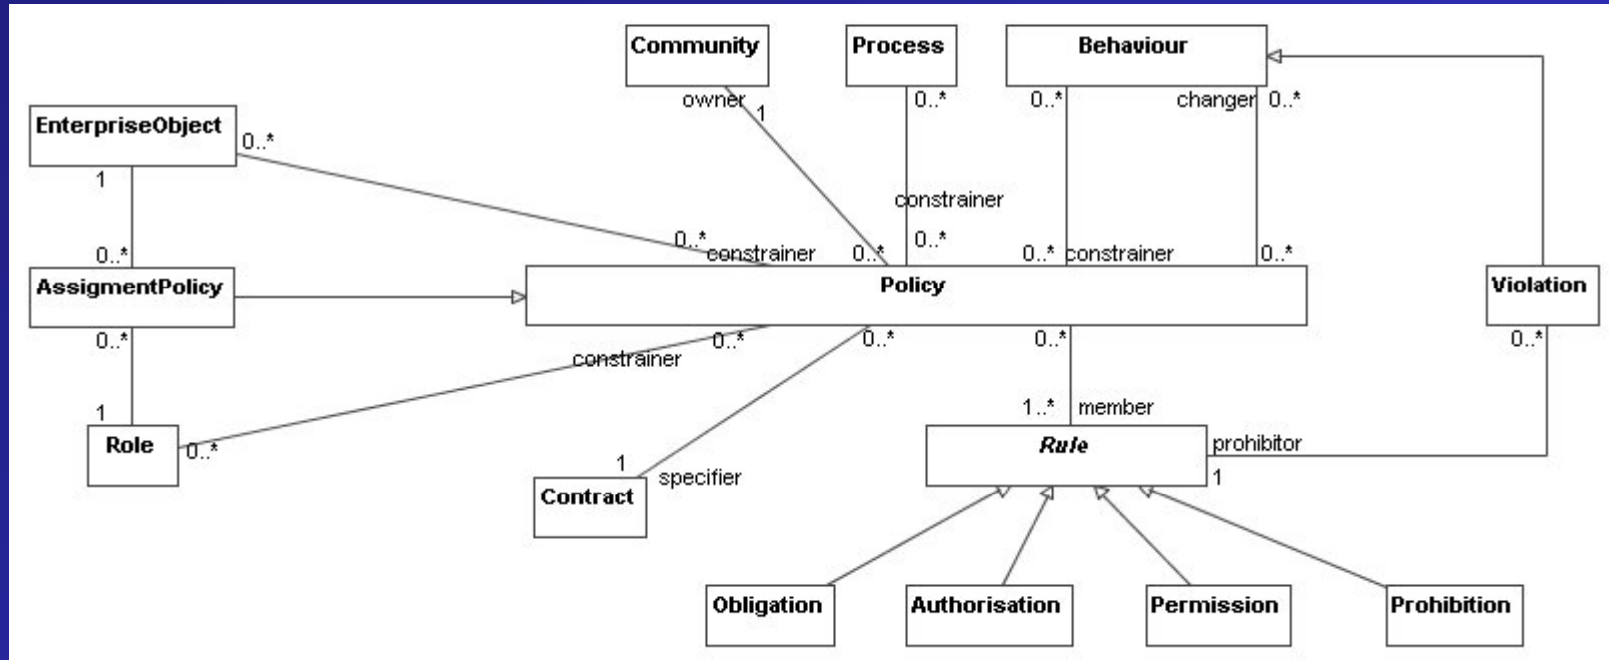 Community
Process
Behaviour
owner
1
0..*
0..*
changer
0..*
EnterpriseObject
0..*
1
constrainer
0..*
0..*
constrainer
0..*
0..*
0..*
constrainer
0..*
AssigmentPolicy
Policy
Violation
0..*
0..*
0..*
0..*
0..*
constrainer
1
1..*
member
Role
0..*
Rule
prohibitor
1
1
specifier
Contract
Obligation
Authorisation
Permission
Prohibition